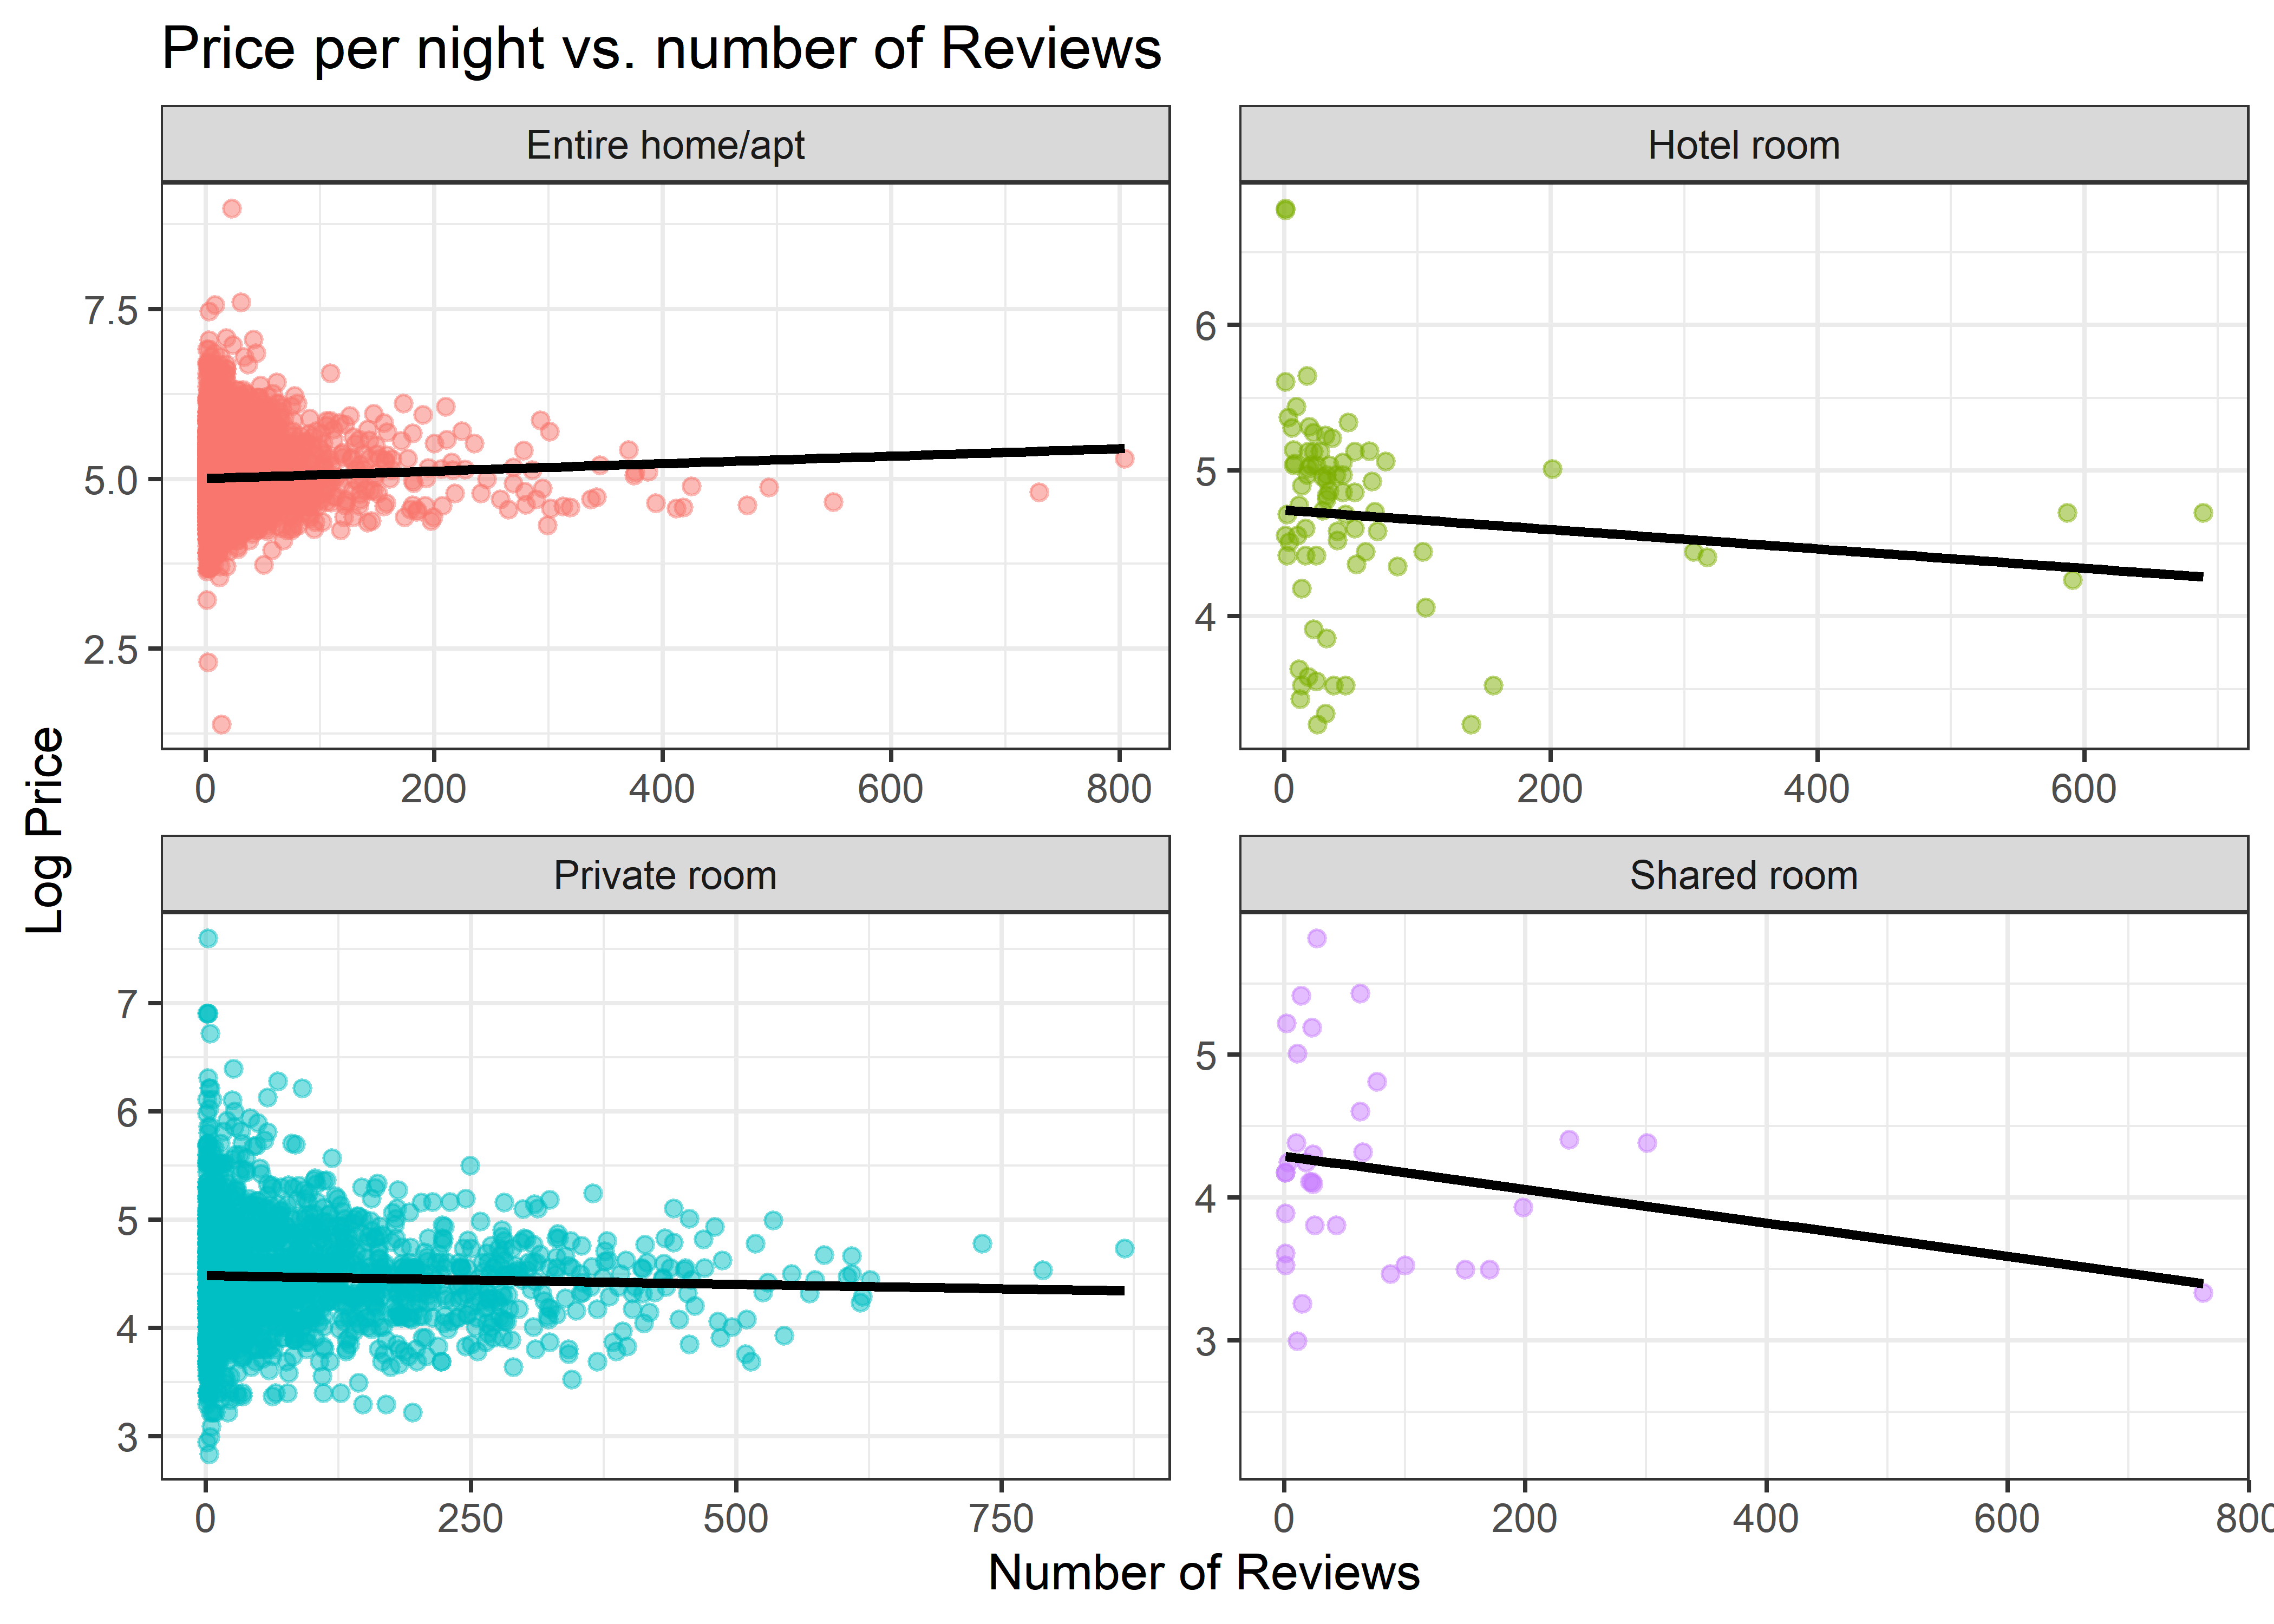 Price per night vs. number of Reviews
Entire home/apt
Hotel room
7.5
5.0
2.5
6
5
4
0 200 400 600 800
0 200 400 600
Log Price
Private room
Shared room
7
6
5
4
3
5
4
3
0 250 500 750
0 200 400 600 800
Number of Reviews